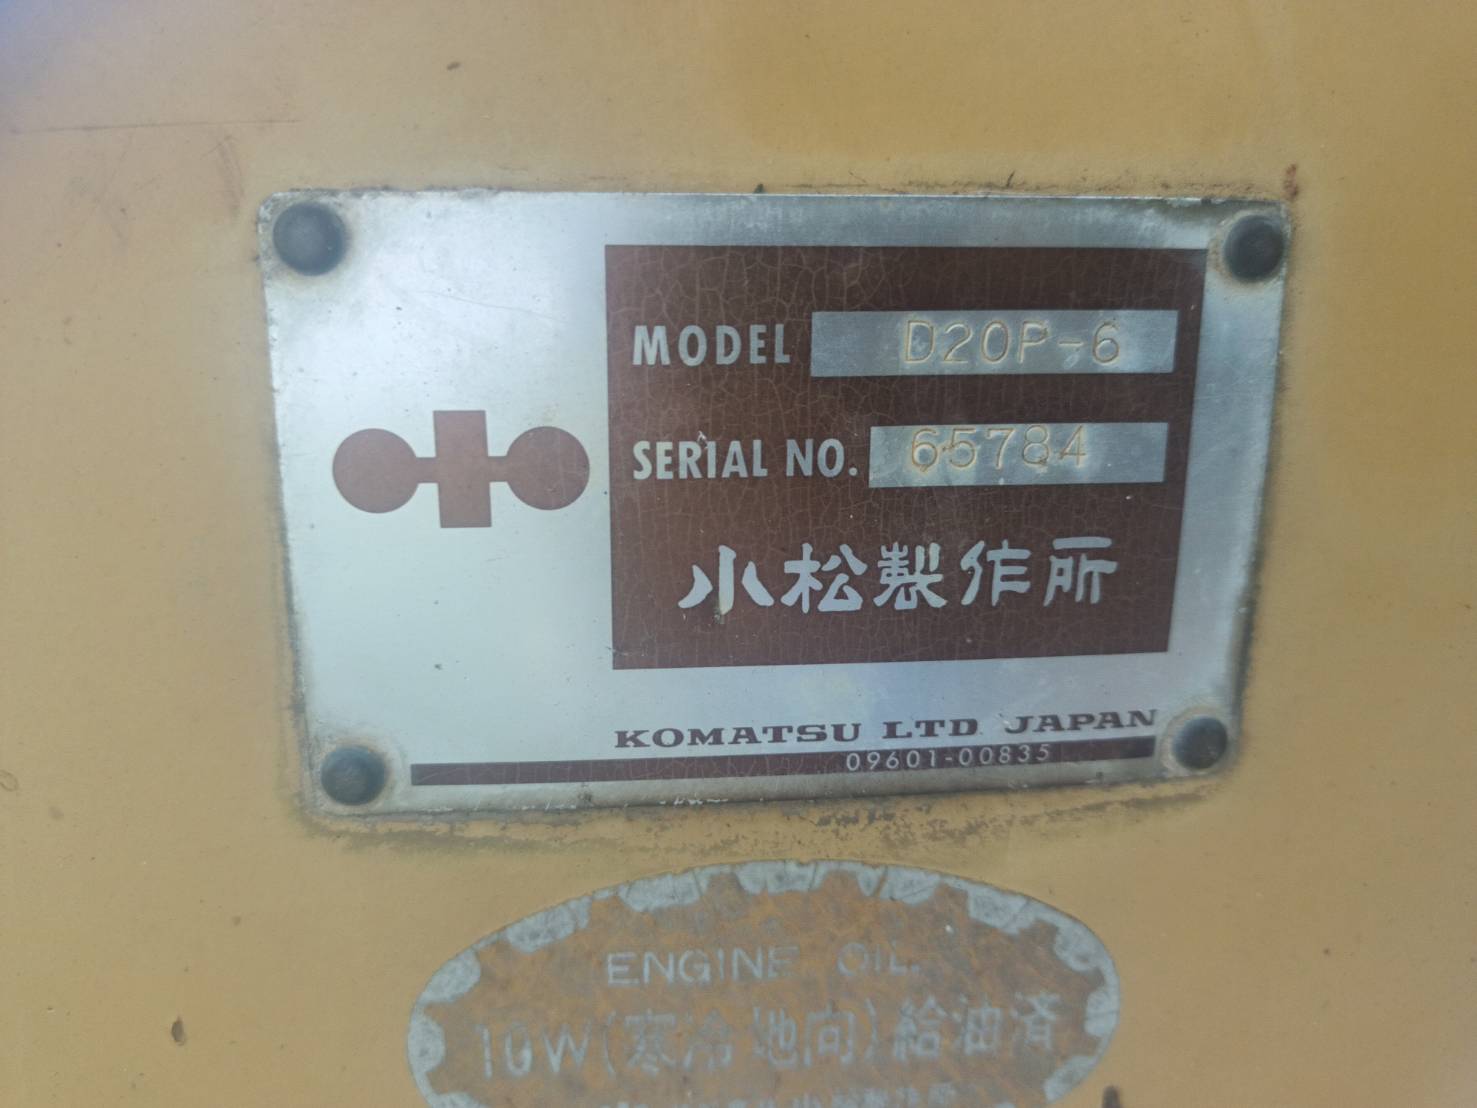 MODEL D20P-6
SERIAL NO. 65784
小松製作所
KOMATSU LTD JAPAN
09601-00835
ENGINE OIL
10W(寒冷地向)給油済